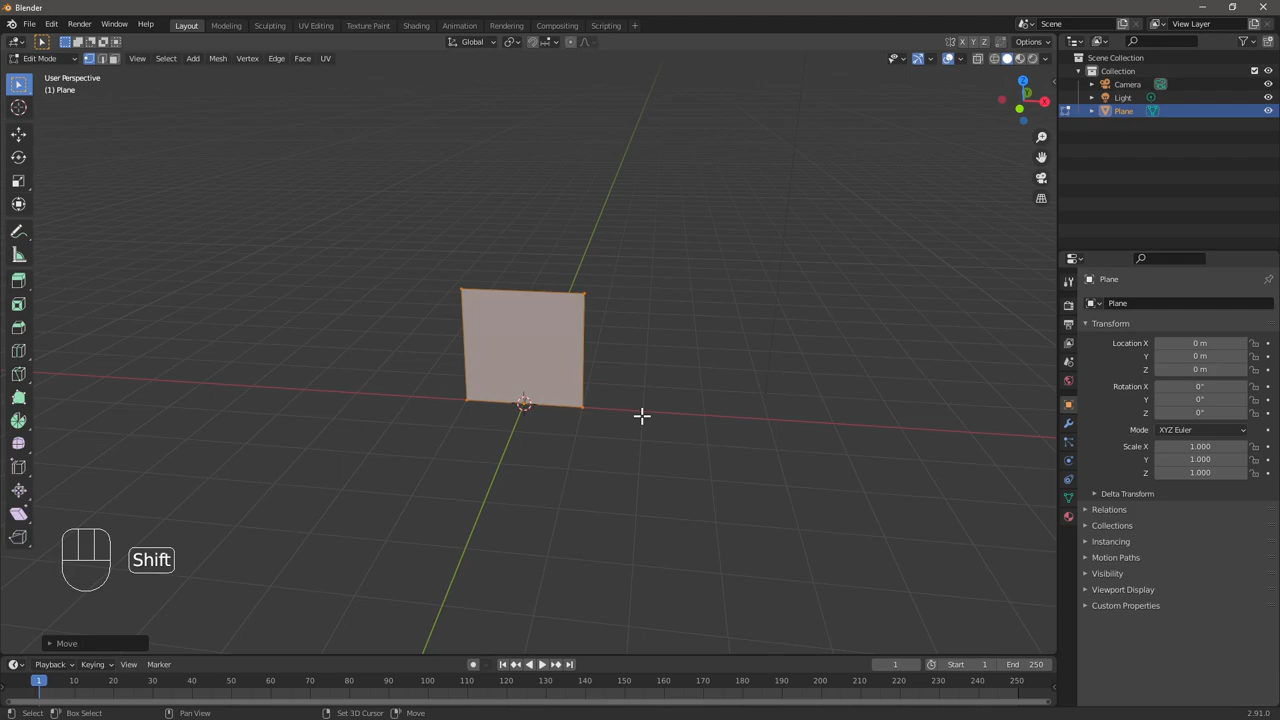 Blender
File Edit Render Window Help Layout Modeling Sculpting UV Editing Texture Paint Shading Animation Rendering Compositing Scripting + Scene View Layer
Global X Y Z Options
Edit Mode View Select Add Mesh Vertex Edge Face UV
User Perspective
(1) Plane
Z
Y
X
Scene Collection
Collection
Camera
Light
Plane
Plane
Plane
Transform
Location X 0 m
Y 0 m
Z 0 m
Rotation X 0°
Y 0°
Z 0°
Mode XYZ Euler
Scale X 1.000
Y 1.000
Z 1.000
Delta Transform
Relations
Collections
Instancing
Motion Paths
Visibility
Viewport Display
Custom Properties
Shift
Move
Playback Keying View Marker 1 Start 1 End 250
1 10 20 30 40 50 60 70 80 90 100 110 120 130 140 150 160 170 180 190 200 210 220 230 240 250
Select Box Select Pan View Set 3D Cursor Move 2.91.0